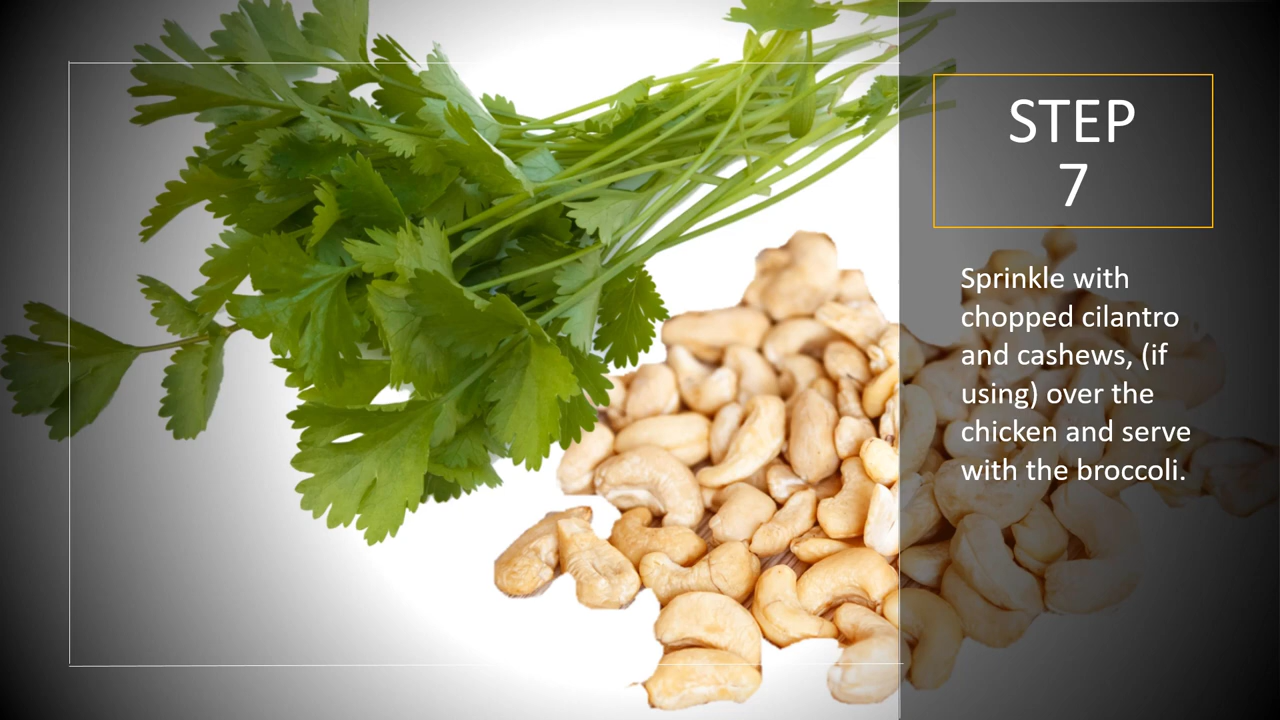 STEP
7
Sprinkle with
chopped cilantro
and cashews, (if
using) over the
chicken and serve
with the broccoli.